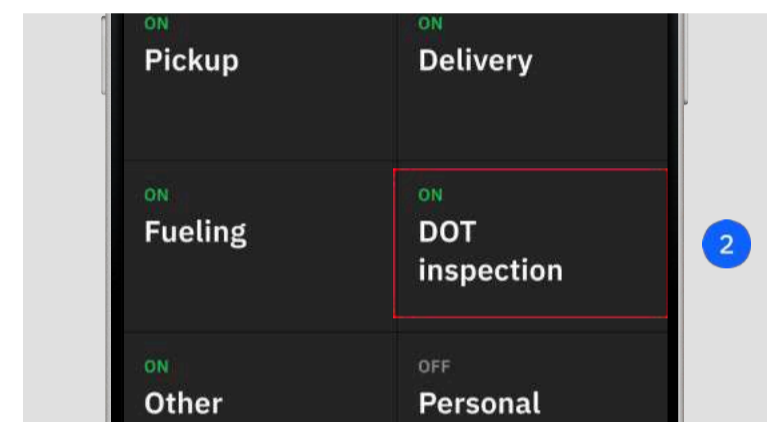 ON
Pickup
ON
Delivery
ON
Fueling
ON
DOT
inspection
2
ON
Other
OFF
Personal